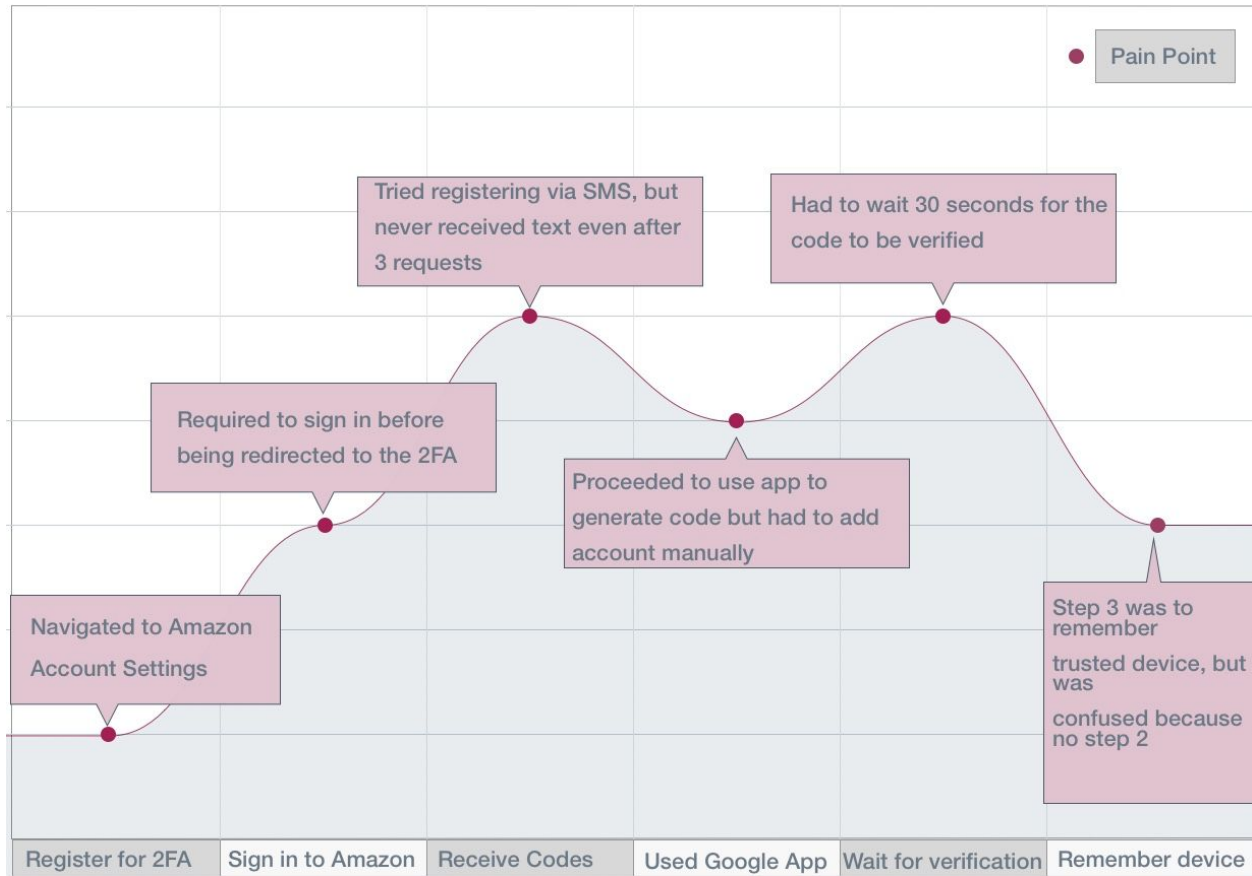 Pain Point
Tried registering via SMS, but
never received text even after
3 requests
Had to wait 30 seconds for the
code to be verified
Required to sign in before
being redirected to the 2FA
Proceeded to use app to
generate code but had to add
account manually
Navigated to Amazon
Account Settings
Step 3 was to
remember
trusted device, but
was
confused because
no step 2
Register for 2FA
Sign in to Amazon
Receive Codes
Used Google App
Wait for verification
Remember device